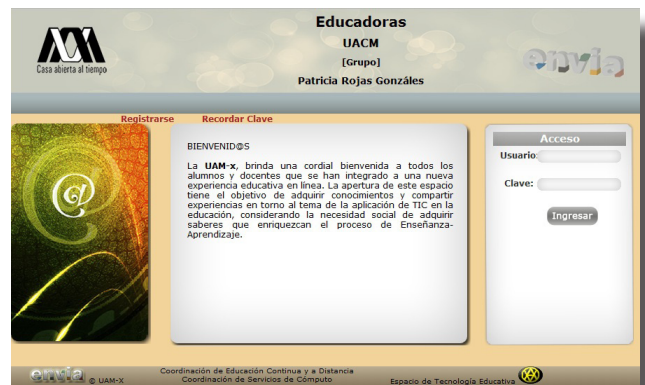 Educadoras
UACM
[Grupo]
Patricia Rojas Gonzáles
Casa abierta al tiempo
envia
Registrarse Recordar Clave
BIENVENID@S
La UAM-x, brinda una cordial bienvenida a todos los
alumnos y docentes que se han integrado a una nueva
experiencia educativa en línea. La apertura de este espacio
tiene el objetivo de adquirir conocimientos y compartir
experiencias en torno al tema de la aplicación de TIC en la
educación, considerando la necesidad social de adquirir
saberes que enriquezcan el proceso de Enseñanza-
Aprendizaje.
Acceso
Usuario:
Clave:
Ingresar
envia © UAM-X
Coordinación de Educación Continua y a Distancia
Coordinación de Servicios de Cómputo
Espacio de Tecnología Educativa